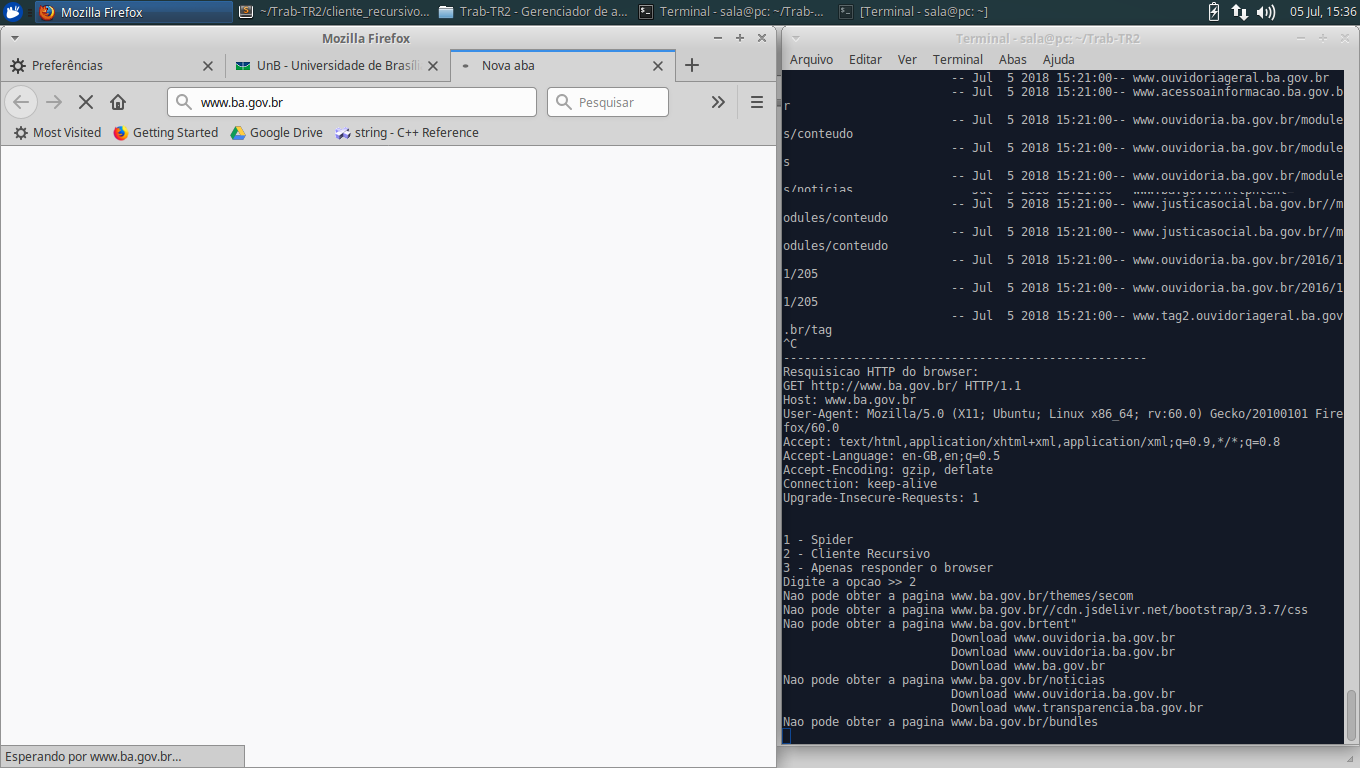 Mozilla Firefox
~/Trab-TR2/cliente_recursivo...
Trab-TR2 - Gerenciador de a...
Terminal - sala@pc: ~/Trab-...
[Terminal - sala@pc: ~]
05 Jul, 15:36
Mozilla Firefox
Preferências
UnB - Universidade de Brasíl
Nova aba
www.ba.gov.br
Pesquisar
Most Visited
Getting Started
Google Drive
string - C++ Reference
Esperando por www.ba.gov.br...
Terminal - sala@pc: ~/Trab-TR2
Arquivo Editar Ver Terminal Abas Ajuda
-- Jul  5 2018 15:21:00-- www.ouvidoriageral.ba.gov.br
-- Jul  5 2018 15:21:00-- www.acessoainformacao.ba.gov.b
r
-- Jul  5 2018 15:21:00-- www.ouvidoria.ba.gov.br/module
s/conteudo
-- Jul  5 2018 15:21:00-- www.ouvidoria.ba.gov.br/module
s
-- Jul  5 2018 15:21:00-- www.ouvidoria.ba.gov.br/module
s/noticias
-- Jul  5 2018 15:21:00-- www.justicasocial.ba.gov.br//m
odules/conteudo
-- Jul  5 2018 15:21:00-- www.justicasocial.ba.gov.br//m
odules/conteudo
-- Jul  5 2018 15:21:00-- www.ouvidoria.ba.gov.br/2016/1
1/205
-- Jul  5 2018 15:21:00-- www.ouvidoria.ba.gov.br/2016/1
1/205
-- Jul  5 2018 15:21:00-- www.tag2.ouvidoriageral.ba.gov
.br/tag
^C
----------------------------------------------------
Resquisicao HTTP do browser:
GET http://www.ba.gov.br/ HTTP/1.1
Host: www.ba.gov.br
User-Agent: Mozilla/5.0 (X11; Ubuntu; Linux x86_64; rv:60.0) Gecko/20100101 Fire
fox/60.0
Accept: text/html,application/xhtml+xml,application/xml;q=0.9,*/*;q=0.8
Accept-Language: en-GB,en;q=0.5
Accept-Encoding: gzip, deflate
Connection: keep-alive
Upgrade-Insecure-Requests: 1
1 - Spider
2 - Cliente Recursivo
3 - Apenas responder o browser
Digite a opcao >> 2
Nao pode obter a pagina www.ba.gov.br/themes/secom
Nao pode obter a pagina www.ba.gov.br//cdn.jsdelivr.net/bootstrap/3.3.7/css
Nao pode obter a pagina www.ba.gov.brtent"
Download www.ouvidoria.ba.gov.br
Download www.ouvidoria.ba.gov.br
Download www.ba.gov.br
Nao pode obter a pagina www.ba.gov.br/noticias
Download www.ouvidoria.ba.gov.br
Download www.transparencia.ba.gov.br
Nao pode obter a pagina www.ba.gov.br/bundles